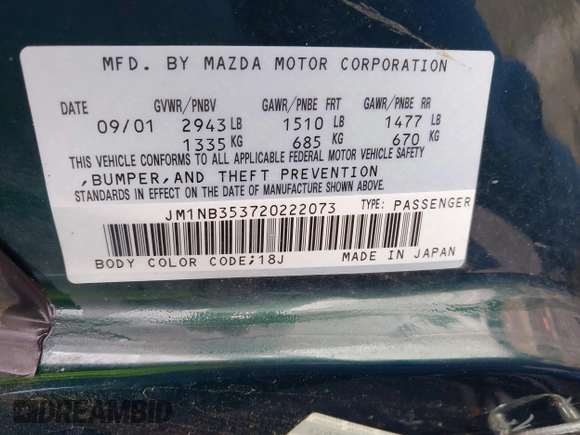 MFD. BY MAZDA MOTOR CORPORATION
DATE GVWR/PNBV GAWR/PNBE FRT GAWR/PNBE RR
09/01 2943 LB 1510 LB 1477 LB
1335 KG 685 KG 670 KG
THIS VEHICLE CONFORMS TO ALL APPLICABLE FEDERAL MOTOR VEHICLE SAFETY
,BUMPER,AND THEFT PREVENTION
STANDARDS IN EFFECT ON THE DATE OF MANUFACTURE SHOWN ABOVE.
JM1NB353720222073 TYPE: PASSENGER
BODY COLOR CODE;18J MADE IN JAPAN
DREAMBID